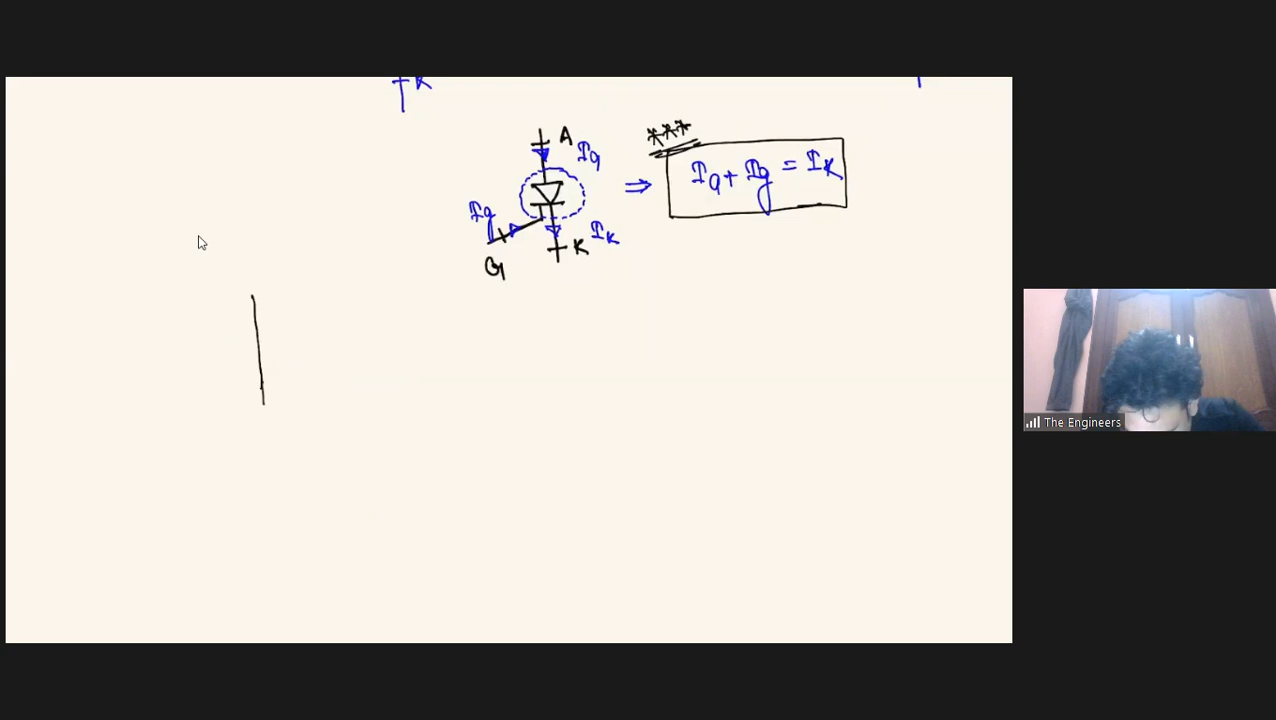 K
A
***
Ia
Ia + Ig = IK
⇒
Ig
IK
K
G
The Engineers